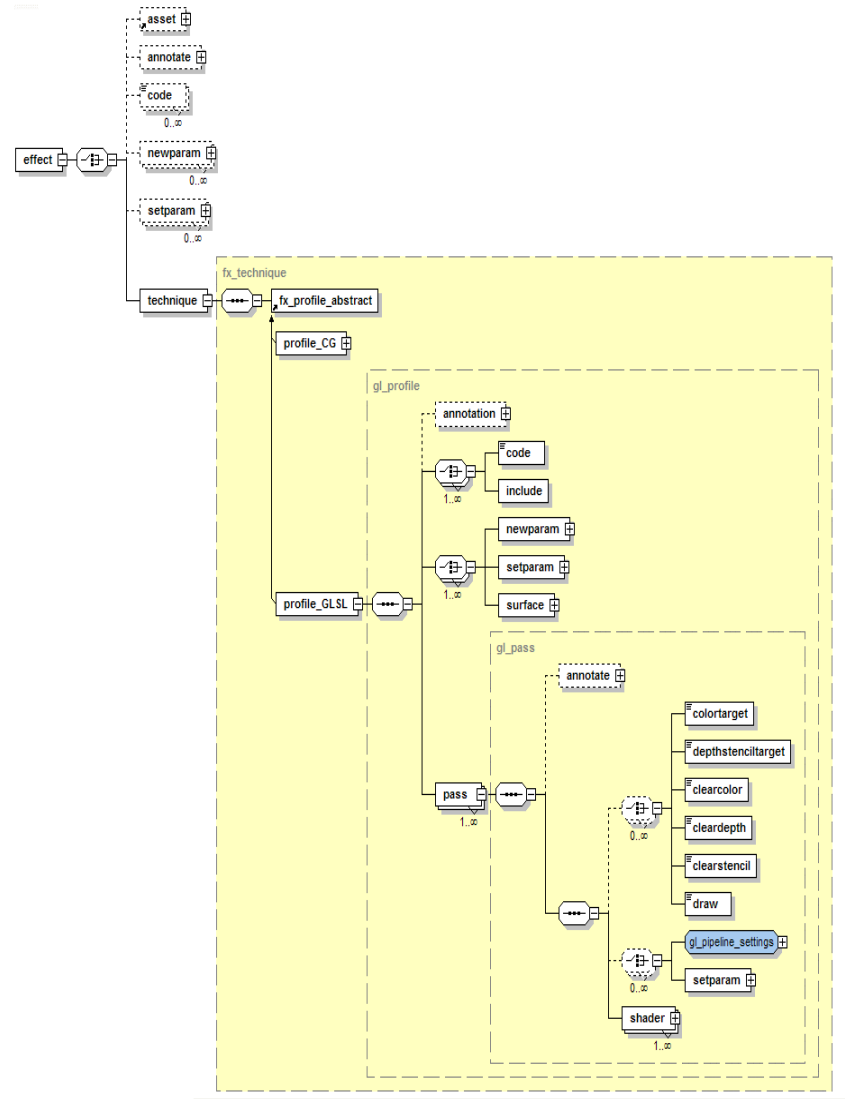 asset
annotate
code
0..∞
newparam
0..∞
effect
setparam
0..∞
fx_technique
technique
fx_profile_abstract
profile_CG
gl_profile
annotation
code
1..∞
include
newparam
setparam
1..∞
surface
profile_GLSL
gl_pass
annotate
colortarget
depthstenciltarget
clearcolor
pass
1..∞
cleardepth
0..∞
clearstencil
draw
gl_pipeline_settings
setparam
0..∞
shader
1..∞